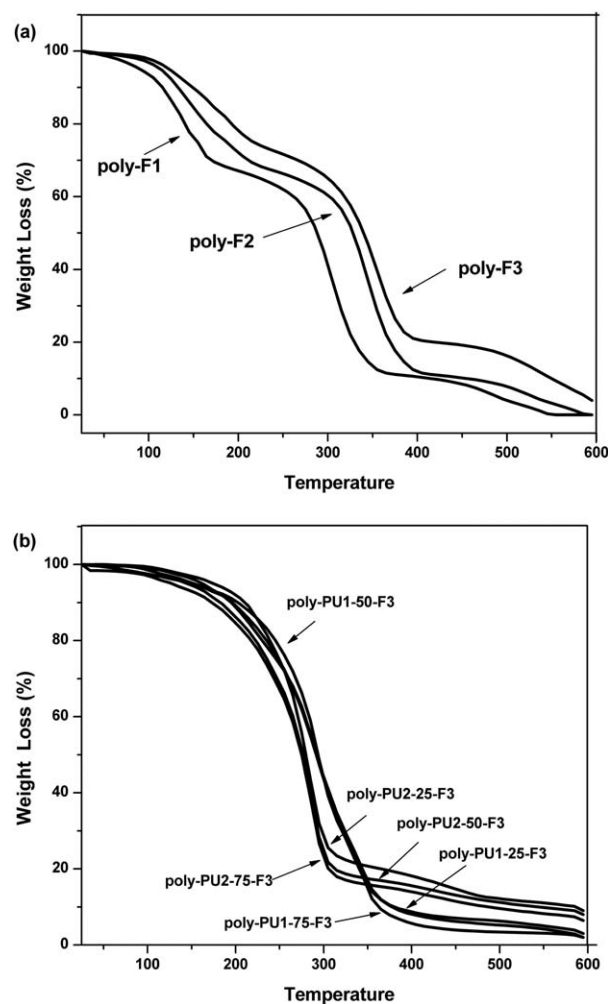 (a)
100
80
60
40
20
0
Weight Loss (%)
poly-F1
poly-F2
poly-F3
100 200 300 400 500 600
Temperature
(b)
100
80
60
40
20
0
Weight Loss (%)
poly-PU1-50-F3
poly-PU2-25-F3
poly-PU2-50-F3
poly-PU1-25-F3
poly-PU2-75-F3
poly-PU1-75-F3
100 200 300 400 500 600
Temperature